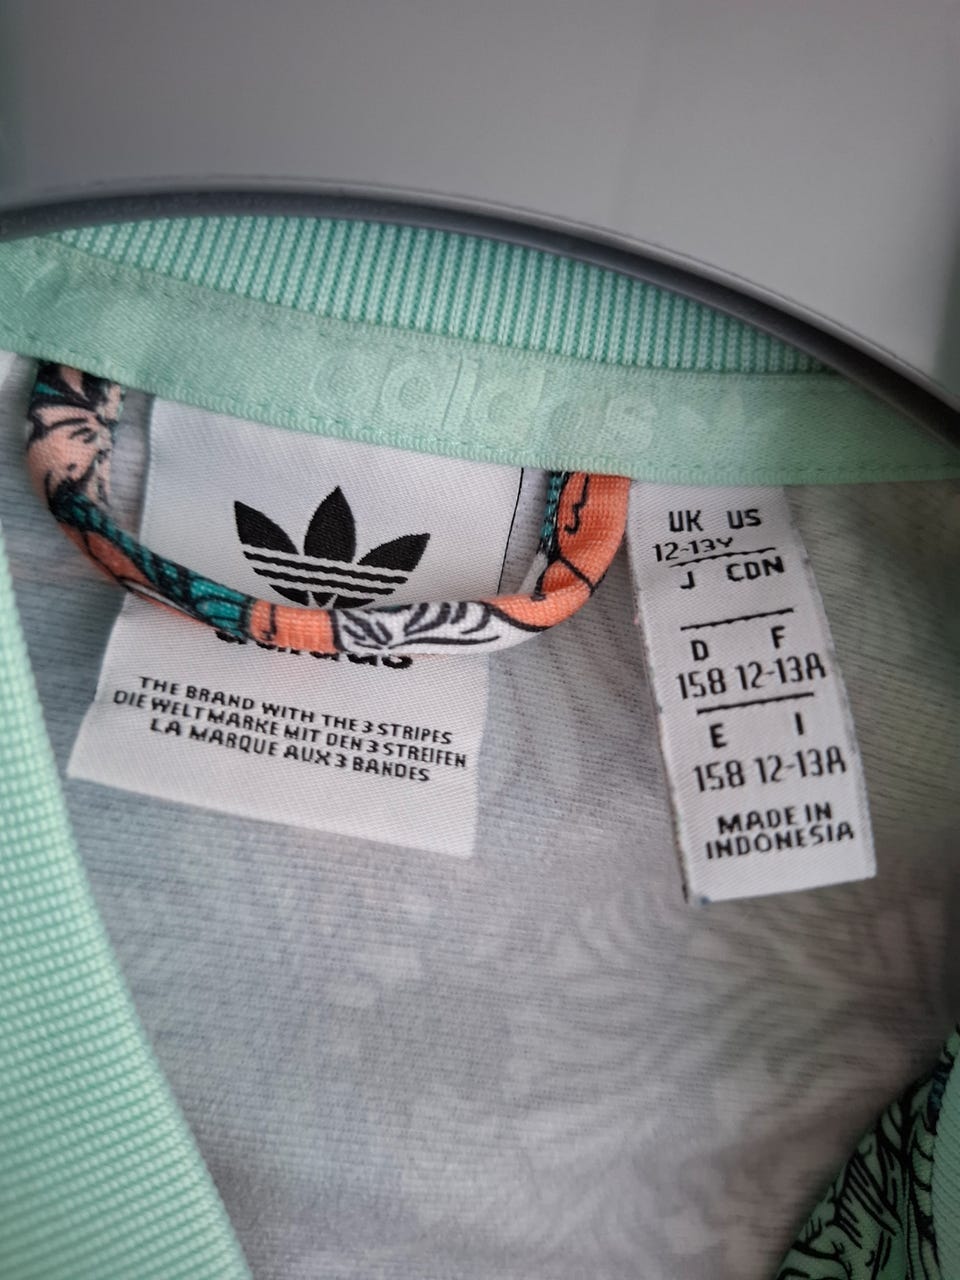 adidas
adidas
THE BRAND WITH THE 3 STRIPES
DIE WELTMARKE MIT DEN 3 STREIFEN
LA MARQUE AUX 3 BANDES
UK US
12-13Y
J CDN
D F
158 12-13A
E I
158 12-13A
MADE IN
INDONESIA